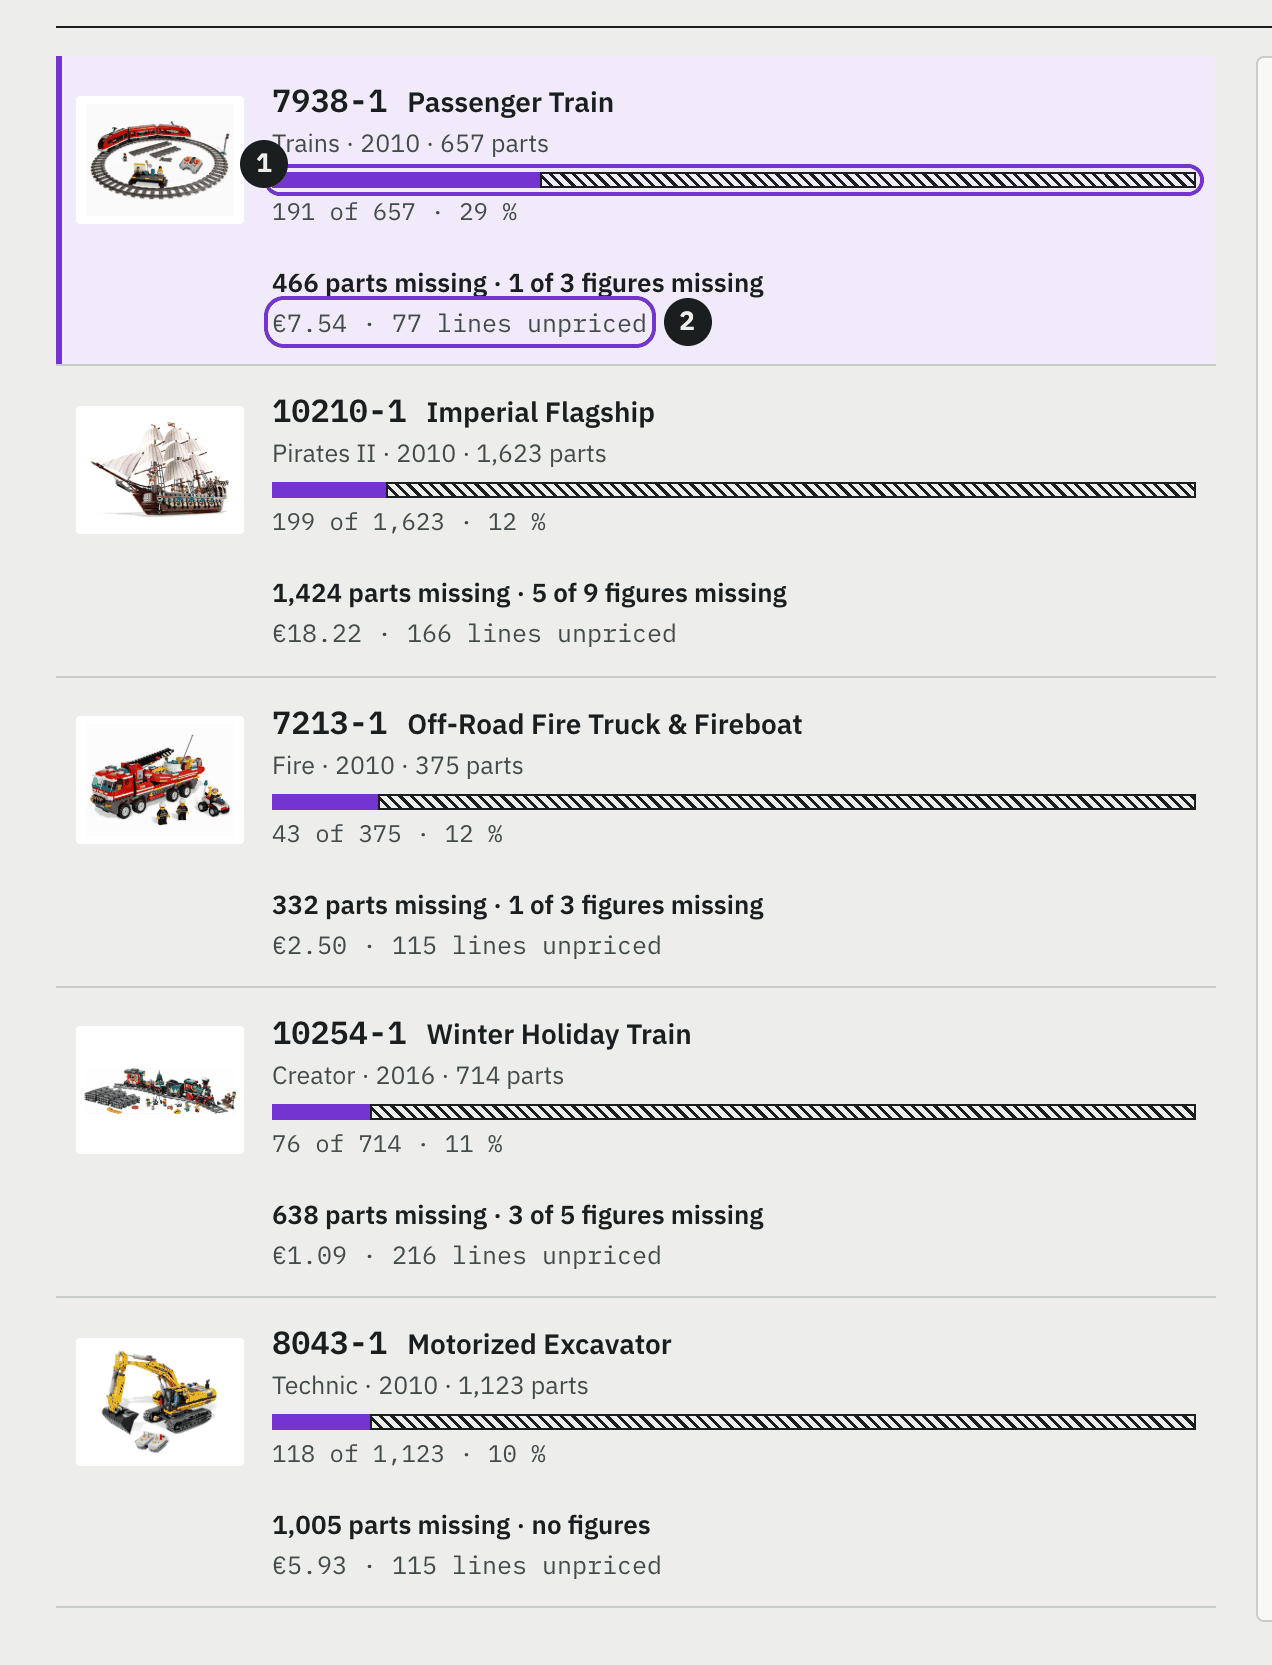 7938-1 Passenger Train
Trains · 2010 · 657 parts
1
191 of 657 · 29 %
466 parts missing · 1 of 3 figures missing
€7.54 · 77 lines unpriced
2
10210-1 Imperial Flagship
Pirates II · 2010 · 1,623 parts
199 of 1,623 · 12 %
1,424 parts missing · 5 of 9 figures missing
€18.22 · 166 lines unpriced
7213-1 Off-Road Fire Truck & Fireboat
Fire · 2010 · 375 parts
43 of 375 · 12 %
332 parts missing · 1 of 3 figures missing
€2.50 · 115 lines unpriced
10254-1 Winter Holiday Train
Creator · 2016 · 714 parts
76 of 714 · 11 %
638 parts missing · 3 of 5 figures missing
€1.09 · 216 lines unpriced
8043-1 Motorized Excavator
Technic · 2010 · 1,123 parts
118 of 1,123 · 10 %
1,005 parts missing · no figures
€5.93 · 115 lines unpriced